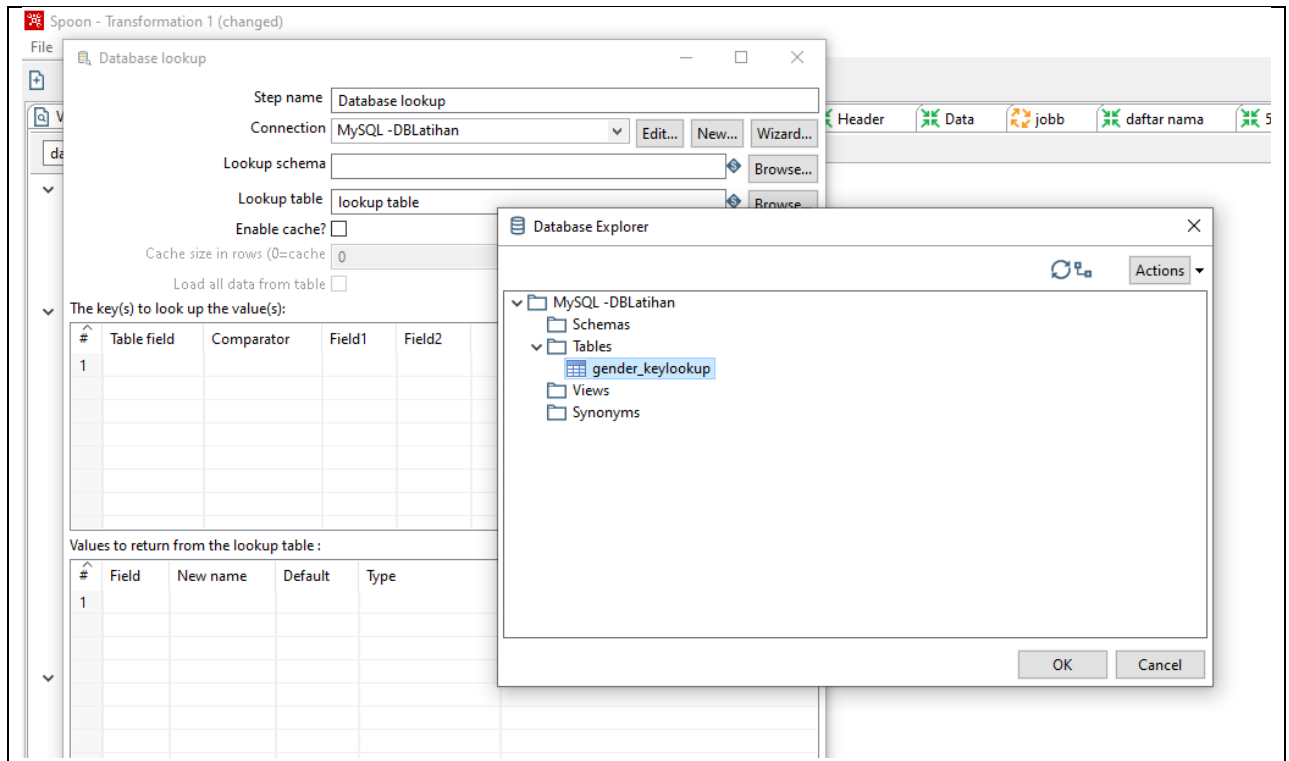 Spoon - Transformation 1 (changed)
File
Database lookup
Step name Database lookup
Connection MySQL -DBLatihan Edit... New... Wizard...
Header Data jobb daftar nama 5
Lookup schema Browse...
Lookup table lookup table Browse...
Enable cache?
Cache size in rows (0=cache 0
Load all data from table
The key(s) to look up the value(s):
# Table field Comparator Field1 Field2
1
Values to return from the lookup table :
# Field New name Default Type
1
Database Explorer
Actions
MySQL -DBLatihan
Schemas
Tables
gender_keylookup
Views
Synonyms
OK Cancel